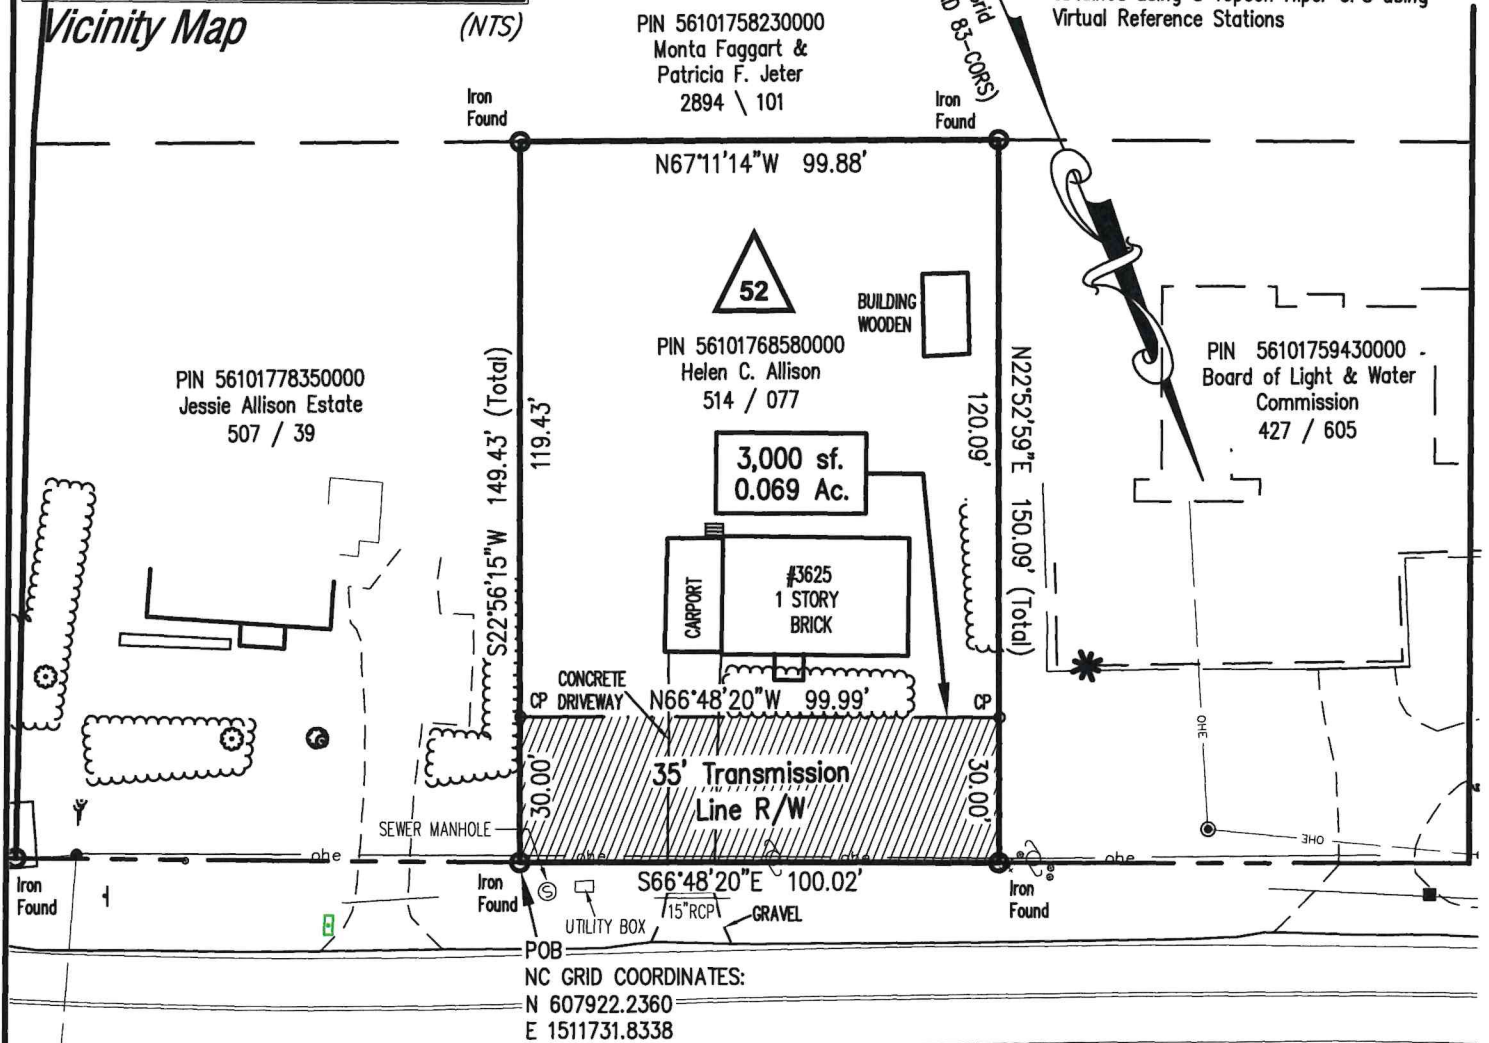 Vicinity Map
(NTS)
PIN 56101758230000
Monta Faggart &
Patricia F. Jeter
2894 \ 101
83-CORS)
Virtual Reference Stations
Iron
Found
Iron
Found
N67°11'14"W 99.88'
52
BUILDING
WOODEN
PIN 56101768580000
Helen C. Allison
514 / 077
PIN 56101778350000
Jessie Allison Estate
507 / 39
PIN 56101759430000
Board of Light & Water
Commission
427 / 605
S22°56'15"W 149.43' (Total)
119.43'
120.09'
N22°52'59"E 150.09' (Total)
3,000 sf.
0.069 Ac.
CARPORT
#3625
1 STORY
BRICK
CONCRETE
DRIVEWAY
CP
N66°48'20"W 99.99'
CP
30.00'
35' Transmission
Line R/W
30.00'
OHE
OHE
SEWER MANHOLE
ohe
ohe
ohe
ohe
Iron
Found
Iron
Found
S
S66°48'20"E 100.02'
Iron
Found
UTILITY BOX
15"RCP
GRAVEL
POB
NC GRID COORDINATES:
N 607922.2360
E 1511731.8338